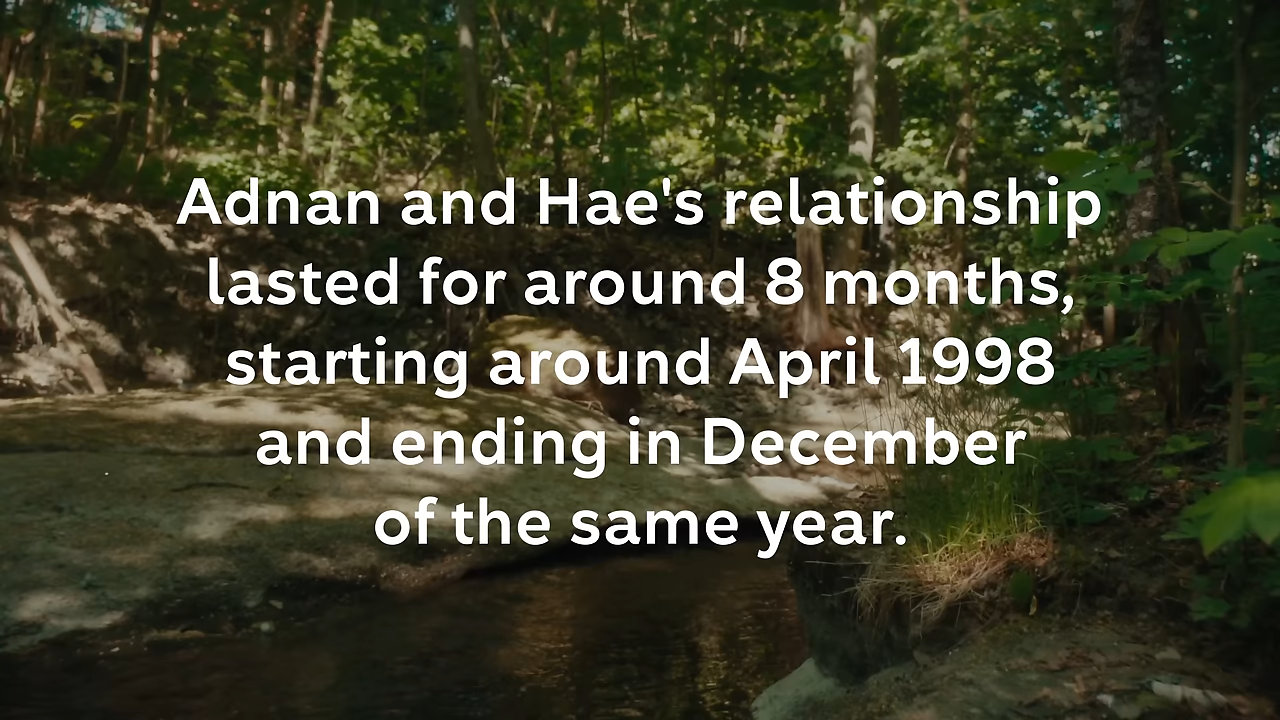 Adnan and Hae's relationship
lasted for around 8 months,
starting around April 1998
and ending in December
of the same year.